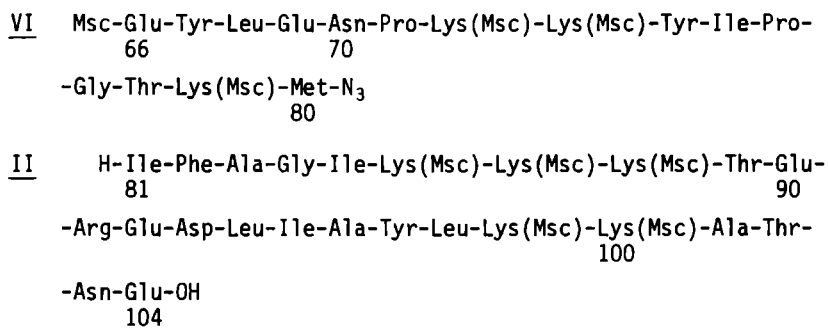 VI Msc-Glu-Tyr-Leu-Glu-Asn-Pro-Lys(Msc)-Lys(Msc)-Tyr-Ile-Pro-
66 70
-Gly-Thr-Lys(Msc)-Met-N3
80
II H-Ile-Phe-Ala-Gly-Ile-Lys(Msc)-Lys(Msc)-Lys(Msc)-Thr-Glu-
81 90
-Arg-Glu-Asp-Leu-Ile-Ala-Tyr-Leu-Lys(Msc)-Lys(Msc)-Ala-Thr-
100
-Asn-Glu-OH
104